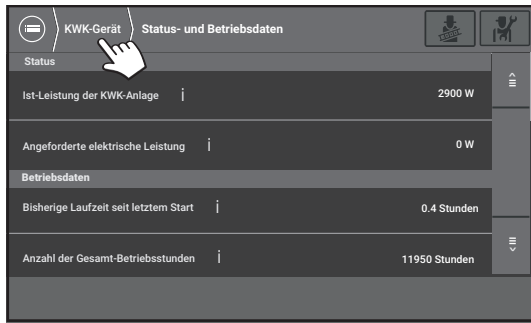 KWK-Gerät Status- und Betriebsdaten
Status
Ist-Leistung der KWK-Anlage i 2900 W
Angeforderte elektrische Leistung i 0 W
Betriebsdaten
Bisherige Laufzeit seit letztem Start i 0.4 Stunden
Anzahl der Gesamt-Betriebsstunden i 11950 Stunden